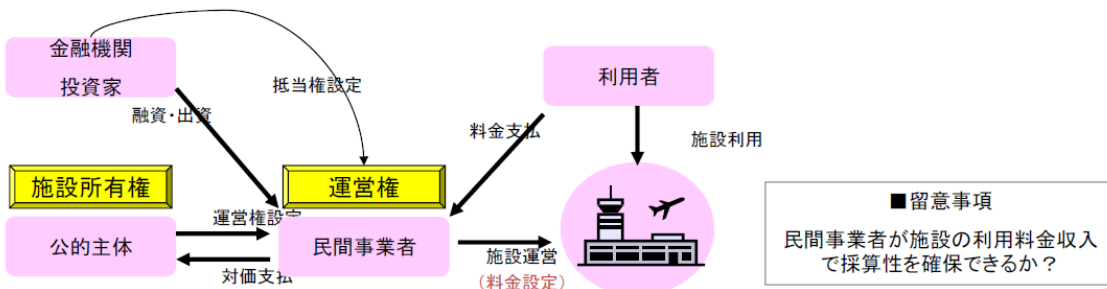 金融機関
投資家
抵当権設定
利用者
融資・出資
料金支払
施設利用
施設所有権
運営権
運営権設定
公的主体
民間事業者
対価支払
施設運営
(料金設定)
■留意事項
民間事業者が施設の利用料金収入
で採算性を確保できるか？